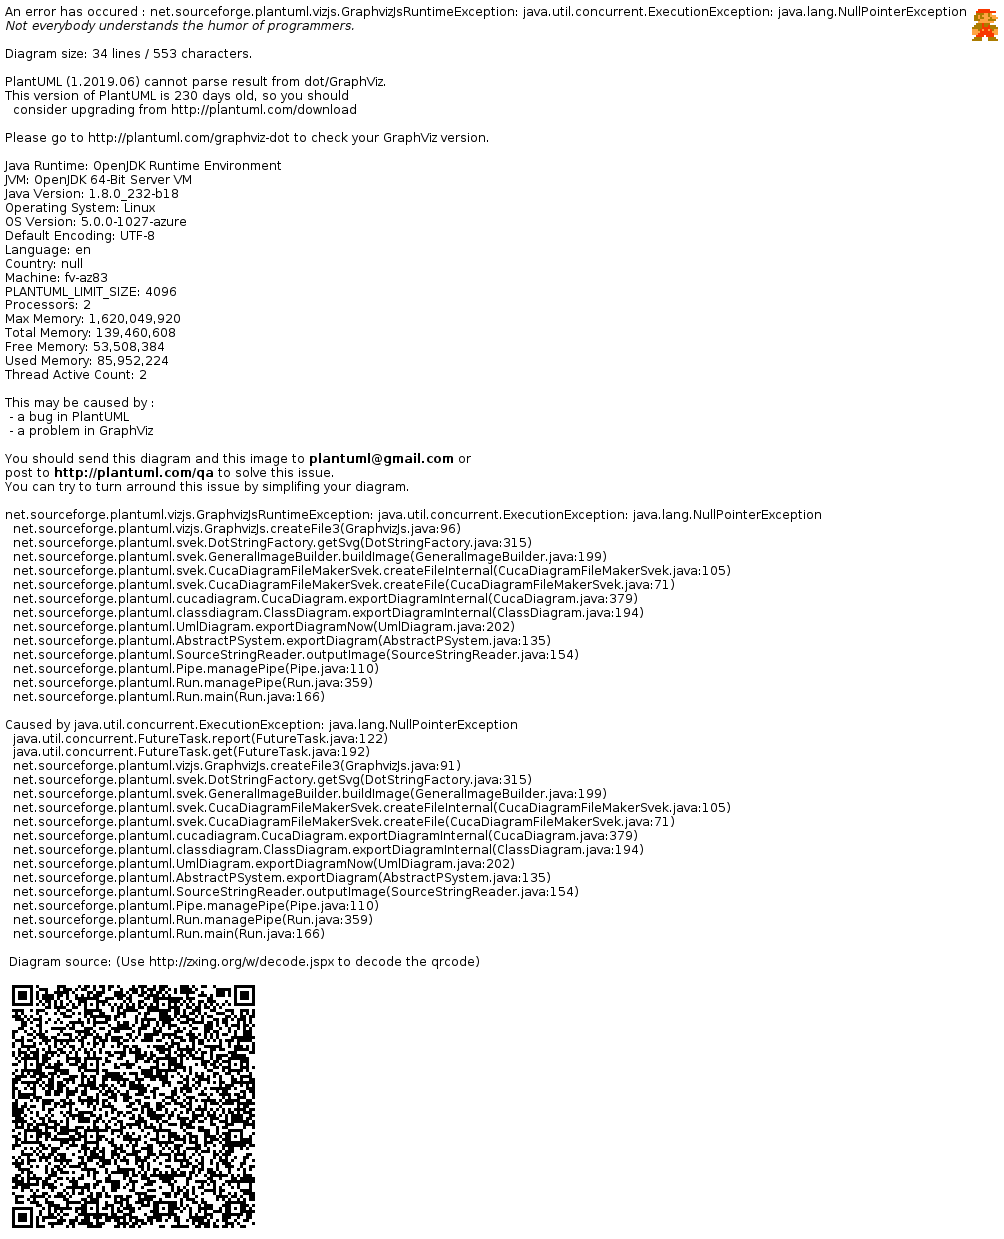 An error has occured : net.sourceforge.plantuml.vizjs.GraphvizJsRuntimeException: java.util.concurrent.ExecutionException: java.lang.NullPointerException
Not everybody understands the humor of programmers.
Diagram size: 34 lines / 553 characters.
PlantUML (1.2019.06) cannot parse result from dot/GraphViz.
This version of PlantUML is 230 days old, so you should
consider upgrading from http://plantuml.com/download
Please go to http://plantuml.com/graphviz-dot to check your GraphViz version.
Java Runtime: OpenJDK Runtime Environment
JVM: OpenJDK 64-Bit Server VM
Java Version: 1.8.0_232-b18
Operating System: Linux
OS Version: 5.0.0-1027-azure
Default Encoding: UTF-8
Language: en
Country: null
Machine: fv-az83
PLANTUML_LIMIT_SIZE: 4096
Processors: 2
Max Memory: 1,620,049,920
Total Memory: 139,460,608
Free Memory: 53,508,384
Used Memory: 85,952,224
Thread Active Count: 2
This may be caused by :
- a bug in PlantUML
- a problem in GraphViz
You should send this diagram and this image to plantuml@gmail.com or
post to http://plantuml.com/qa to solve this issue.
You can try to turn arround this issue by simplifing your diagram.
net.sourceforge.plantuml.vizjs.GraphvizJsRuntimeException: java.util.concurrent.ExecutionException: java.lang.NullPointerException
net.sourceforge.plantuml.vizjs.GraphvizJs.createFile3(GraphvizJs.java:96)
net.sourceforge.plantuml.svek.DotStringFactory.getSvg(DotStringFactory.java:315)
net.sourceforge.plantuml.svek.GeneralImageBuilder.buildImage(GeneralImageBuilder.java:199)
net.sourceforge.plantuml.svek.CucaDiagramFileMakerSvek.createFileInternal(CucaDiagramFileMakerSvek.java:105)
net.sourceforge.plantuml.svek.CucaDiagramFileMakerSvek.createFile(CucaDiagramFileMakerSvek.java:71)
net.sourceforge.plantuml.cucadiagram.CucaDiagram.exportDiagramInternal(CucaDiagram.java:379)
net.sourceforge.plantuml.classdiagram.ClassDiagram.exportDiagramInternal(ClassDiagram.java:194)
net.sourceforge.plantuml.UmlDiagram.exportDiagramNow(UmlDiagram.java:202)
net.sourceforge.plantuml.AbstractPSystem.exportDiagram(AbstractPSystem.java:135)
net.sourceforge.plantuml.SourceStringReader.outputImage(SourceStringReader.java:154)
net.sourceforge.plantuml.Pipe.managePipe(Pipe.java:110)
net.sourceforge.plantuml.Run.managePipe(Run.java:359)
net.sourceforge.plantuml.Run.main(Run.java:166)
Caused by java.util.concurrent.ExecutionException: java.lang.NullPointerException
java.util.concurrent.FutureTask.report(FutureTask.java:122)
java.util.concurrent.FutureTask.get(FutureTask.java:192)
net.sourceforge.plantuml.vizjs.GraphvizJs.createFile3(GraphvizJs.java:91)
net.sourceforge.plantuml.svek.DotStringFactory.getSvg(DotStringFactory.java:315)
net.sourceforge.plantuml.svek.GeneralImageBuilder.buildImage(GeneralImageBuilder.java:199)
net.sourceforge.plantuml.svek.CucaDiagramFileMakerSvek.createFileInternal(CucaDiagramFileMakerSvek.java:105)
net.sourceforge.plantuml.svek.CucaDiagramFileMakerSvek.createFile(CucaDiagramFileMakerSvek.java:71)
net.sourceforge.plantuml.cucadiagram.CucaDiagram.exportDiagramInternal(CucaDiagram.java:379)
net.sourceforge.plantuml.classdiagram.ClassDiagram.exportDiagramInternal(ClassDiagram.java:194)
net.sourceforge.plantuml.UmlDiagram.exportDiagramNow(UmlDiagram.java:202)
net.sourceforge.plantuml.AbstractPSystem.exportDiagram(AbstractPSystem.java:135)
net.sourceforge.plantuml.SourceStringReader.outputImage(SourceStringReader.java:154)
net.sourceforge.plantuml.Pipe.managePipe(Pipe.java:110)
net.sourceforge.plantuml.Run.managePipe(Run.java:359)
net.sourceforge.plantuml.Run.main(Run.java:166)
Diagram source: (Use http://zxing.org/w/decode.jspx to decode the qrcode)